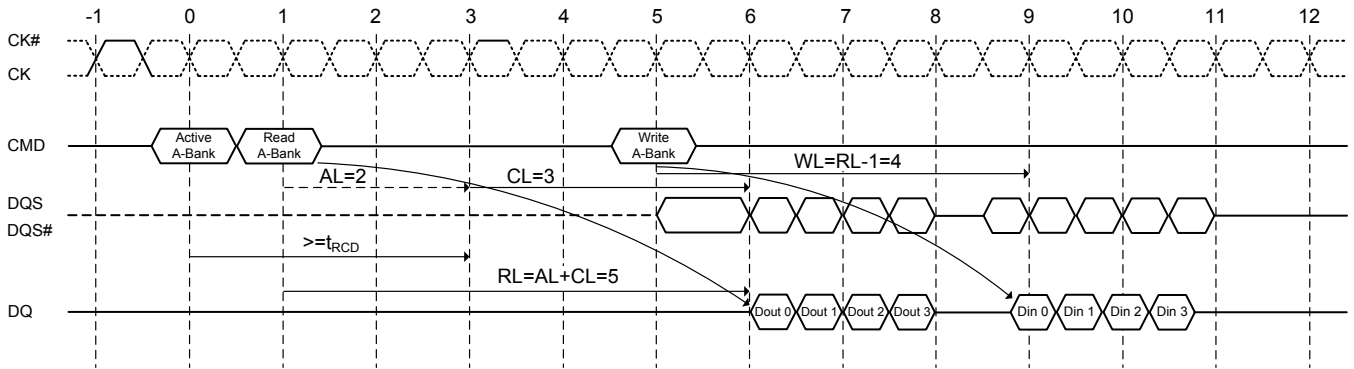 -1 0 1 2 3 4 5 6 7 8 9 10 11 12
CK#
CK
CMD
Active
A-Bank
Read
A-Bank
Write
A-Bank
WL=RL-1=4
AL=2
CL=3
DQS
DQS#
>=tRCD
RL=AL+CL=5
DQ
Dout 0 Dout 1 Dout 2 Dout 3
Din 0 Din 1 Din 2 Din 3